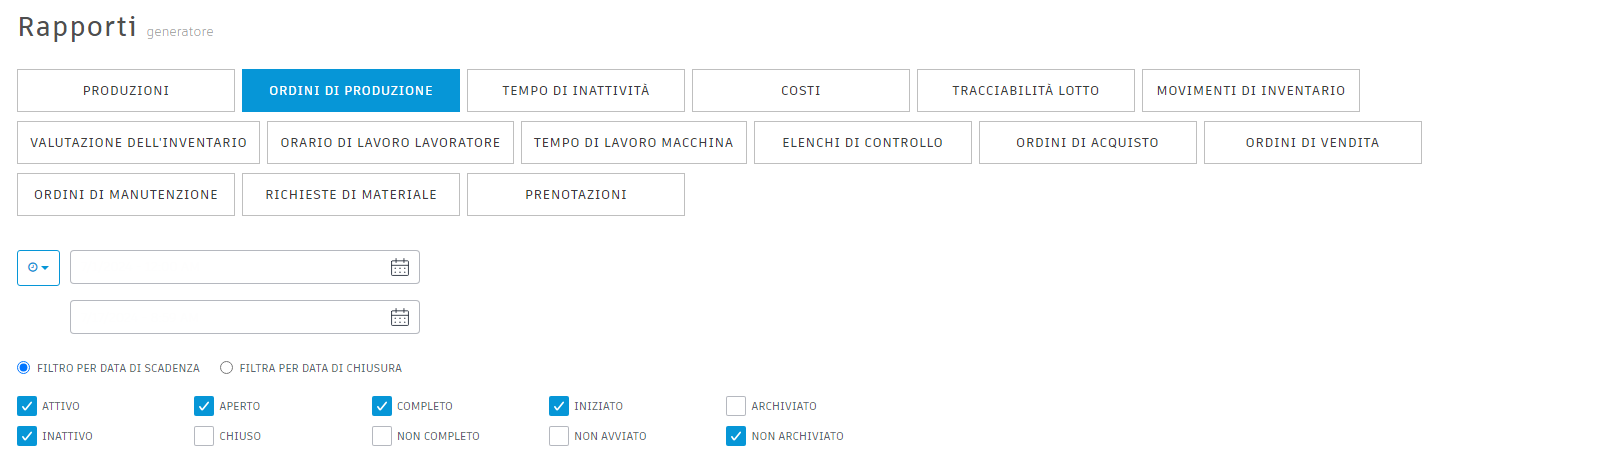 Rapporti generatore
PRODUZIONI ORDINI DI PRODUZIONE TEMPO DI INATTIVITÀ COSTI TRACCIABILITÀ LOTTO MOVIMENTI DI INVENTARIO
VALUTAZIONE DELL'INVENTARIO ORARIO DI LAVORO LAVORATORE TEMPO DI LAVORO MACCHINA ELENCHI DI CONTROLLO ORDINI DI ACQUISTO ORDINI DI VENDITA
ORDINI DI MANUTENZIONE RICHIESTE DI MATERIALE PRENOTAZIONI
FILTRO PER DATA DI SCADENZA FILTRA PER DATA DI CHIUSURA
ATTIVO APERTO COMPLETO INIZIATO ARCHIVIATO
INATTIVO CHIUSO NON COMPLETO NON AVVIATO NON ARCHIVIATO